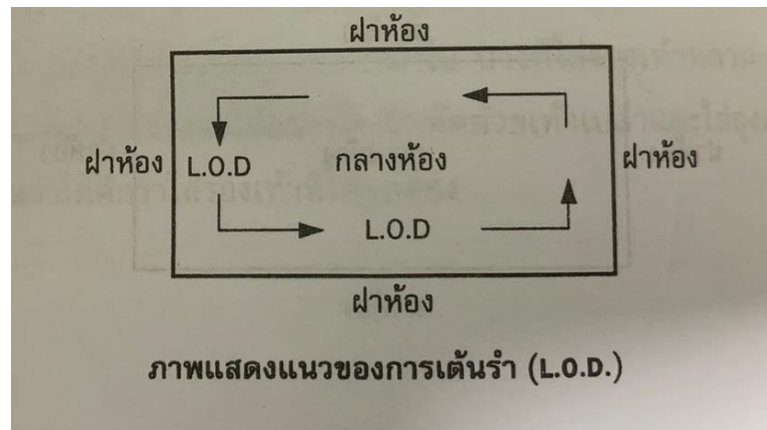 ฝาห้อง
ฝาห้อง L.O.D กลางห้อง ฝาห้อง
L.O.D
ฝาห้อง
ภาพแสดงแนวของการเต้นรำ (L.O.D.)